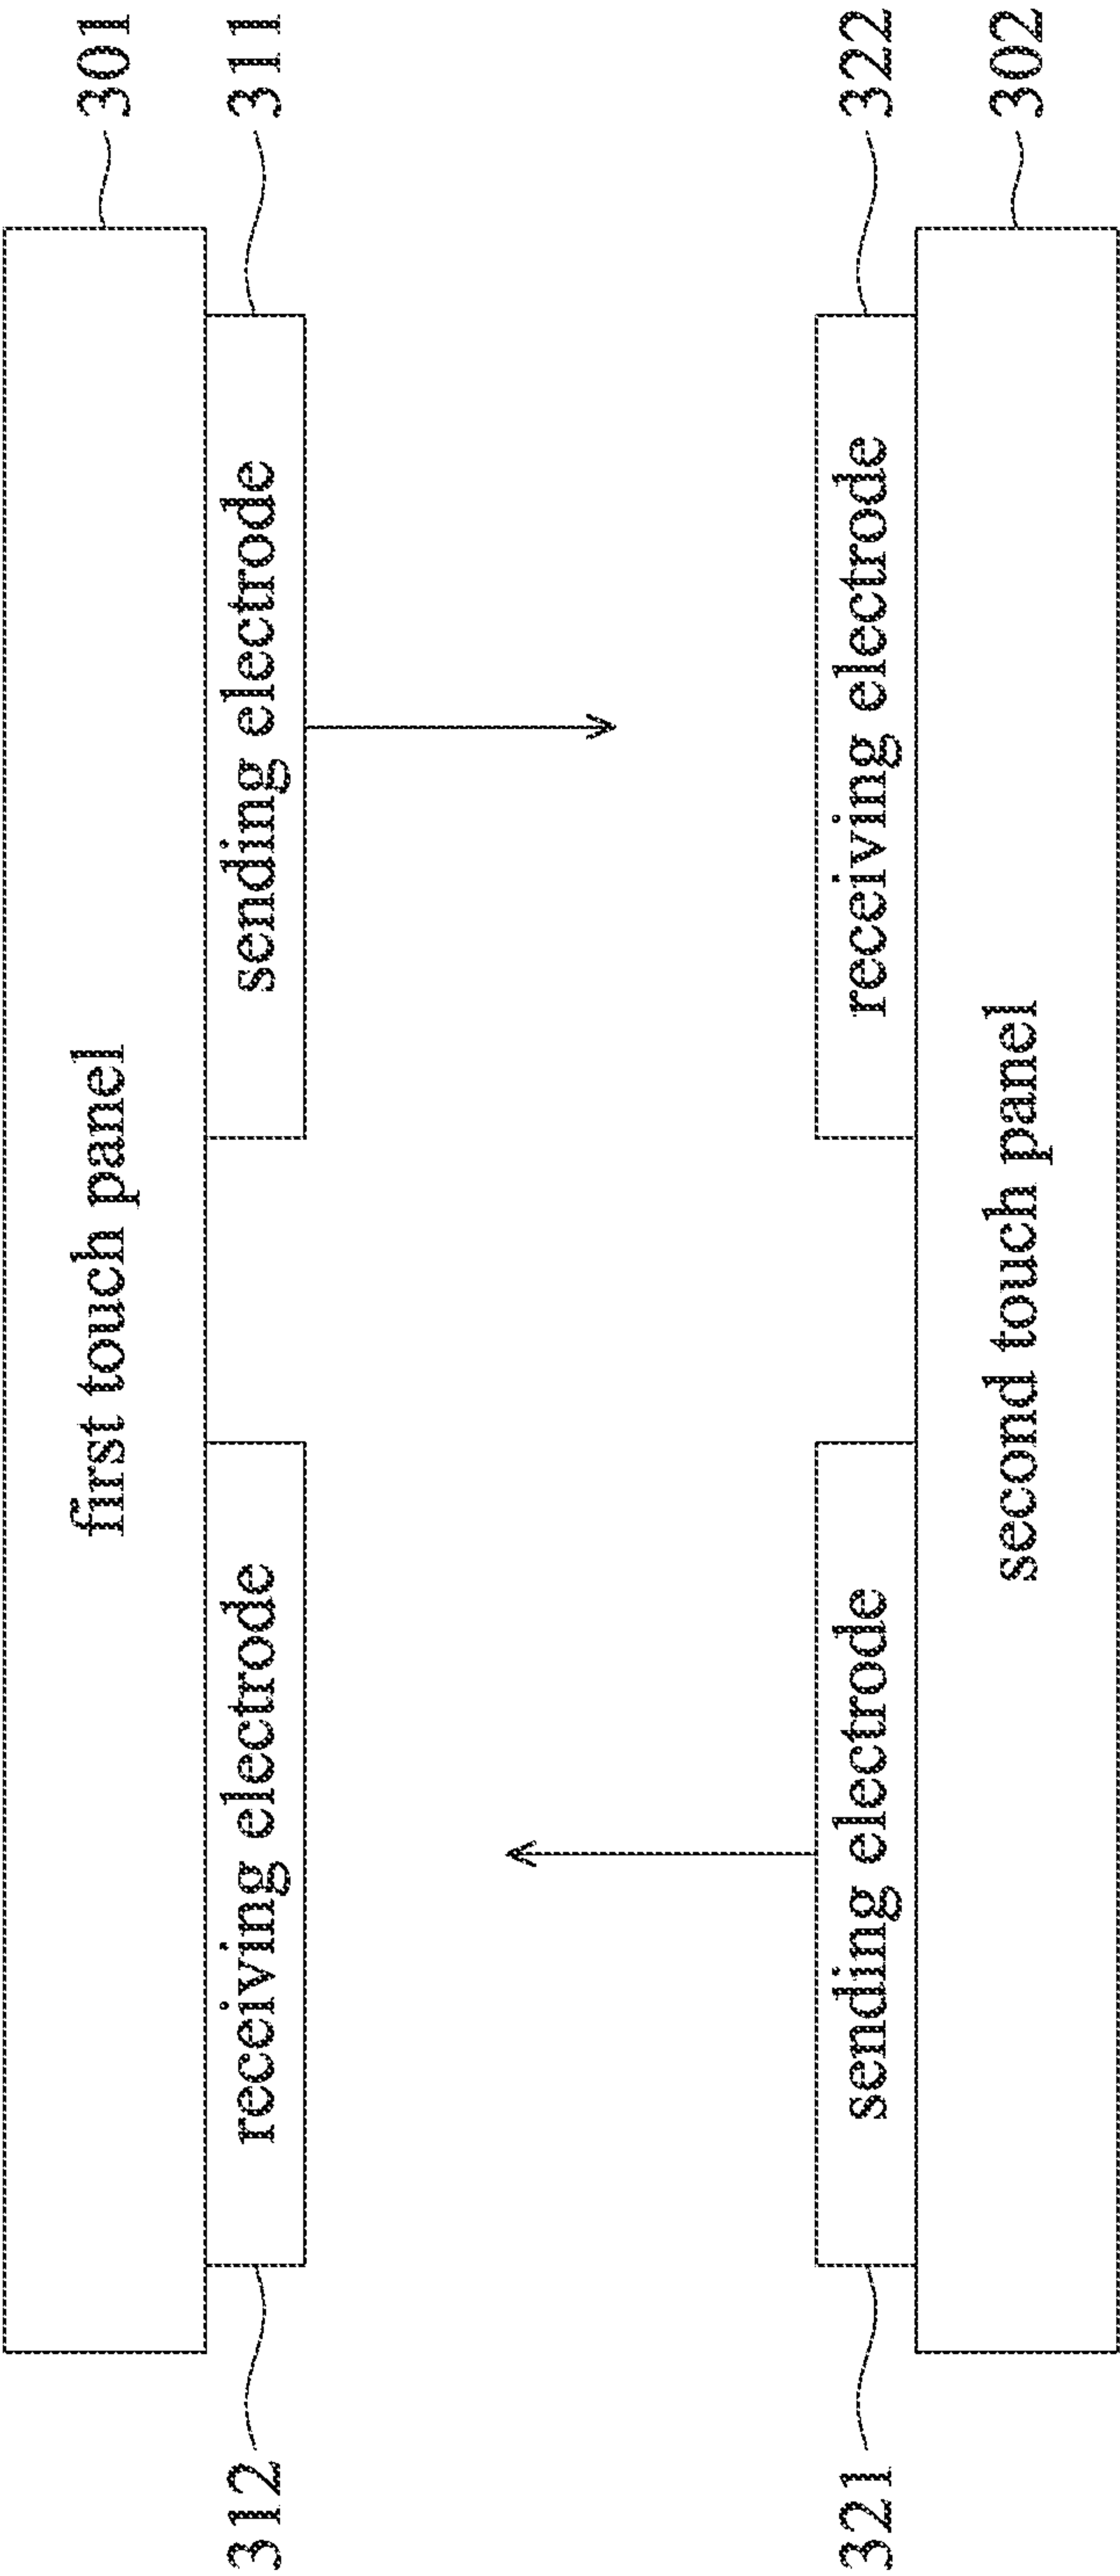 first touch panel
301
312
receiving electrode
sending electrode
311
321
sending electrode
receiving electrode
322
second touch panel
302